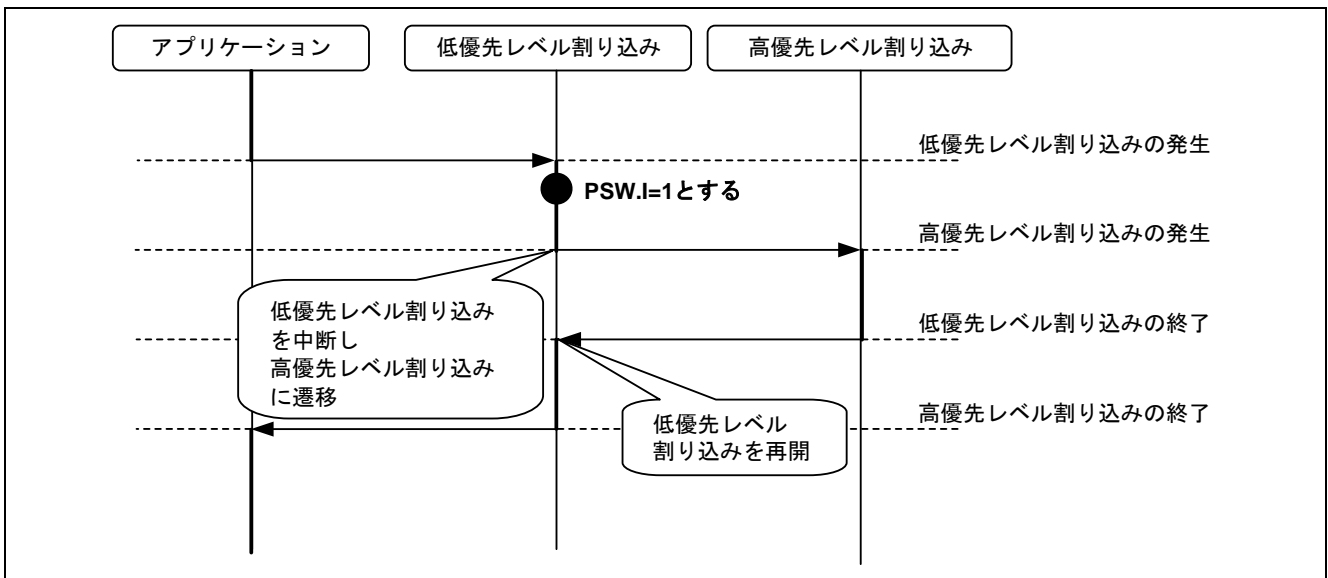 アプリケーション
低優先レベル割り込み
高優先レベル割り込み
低優先レベル割り込みの発生
PSW.I=1とする
高優先レベル割り込みの発生
低優先レベル割り込み
を中断し
高優先レベル割り込み
に遷移
低優先レベル割り込みの終了
低優先レベル
割り込みを再開
高優先レベル割り込みの終了